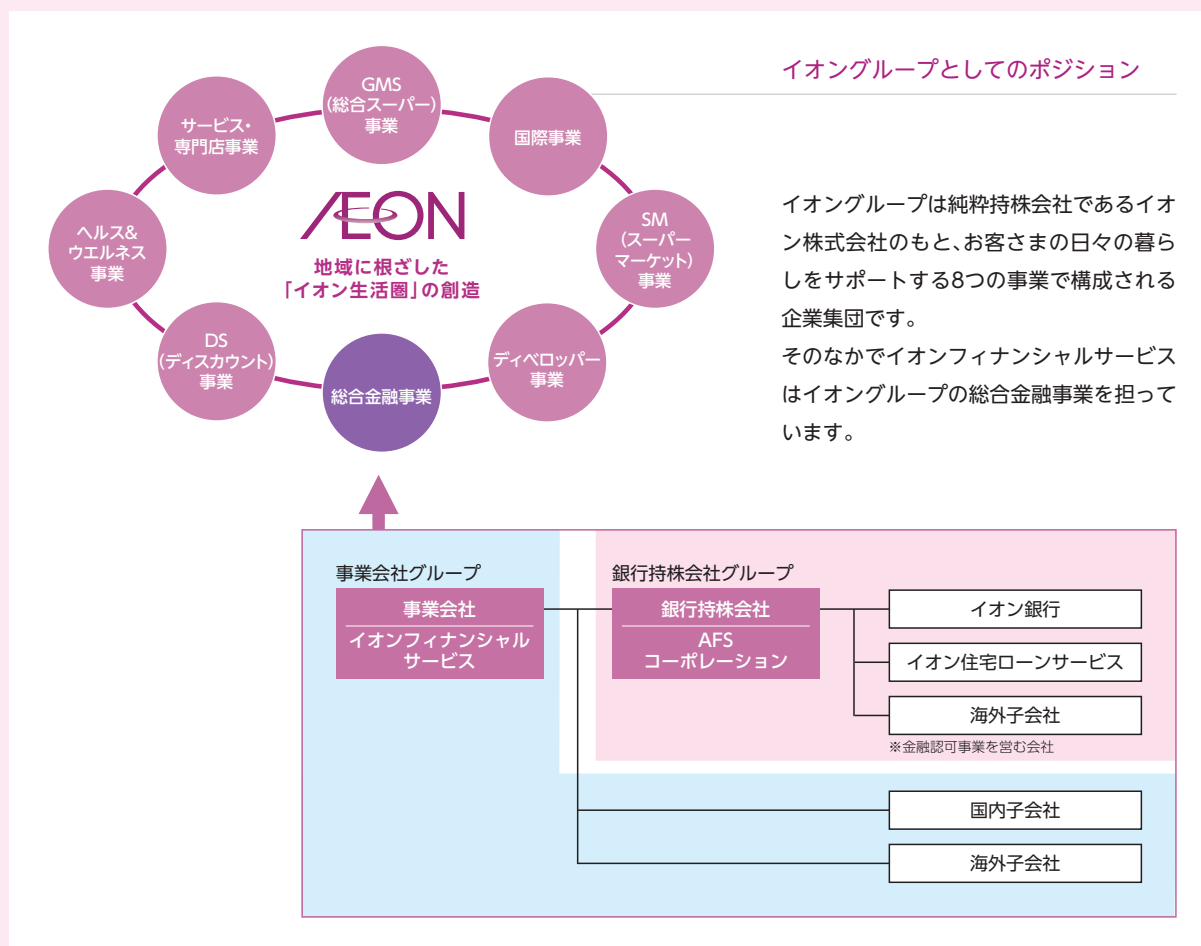 イオングループとしてのポジション
GMS
(総合スーパー)
事業
国際事業
SM
(スーパー
マーケット)
事業
ディベロッパー
事業
総合金融事業
DS
(ディスカウント)
事業
ヘルス&
ウエルネス
事業
サービス・
専門店事業
ÆON
地域に根ざした
「イオン生活圏」の創造
イオングループは純粋持株会社であるイオ
ン株式会社のもと、お客さまの日々の暮ら
しをサポートする8つの事業で構成される
企業集団です。
そのなかでイオンフィナンシャルサービス
はイオングループの総合金融事業を担って
います。
事業会社グループ
事業会社
イオンフィナンシャル
サービス
銀行持株会社グループ
銀行持株会社
AFS
コーポレーション
イオン銀行
イオン住宅ローンサービス
海外子会社
※金融認可事業を営む会社
国内子会社
海外子会社